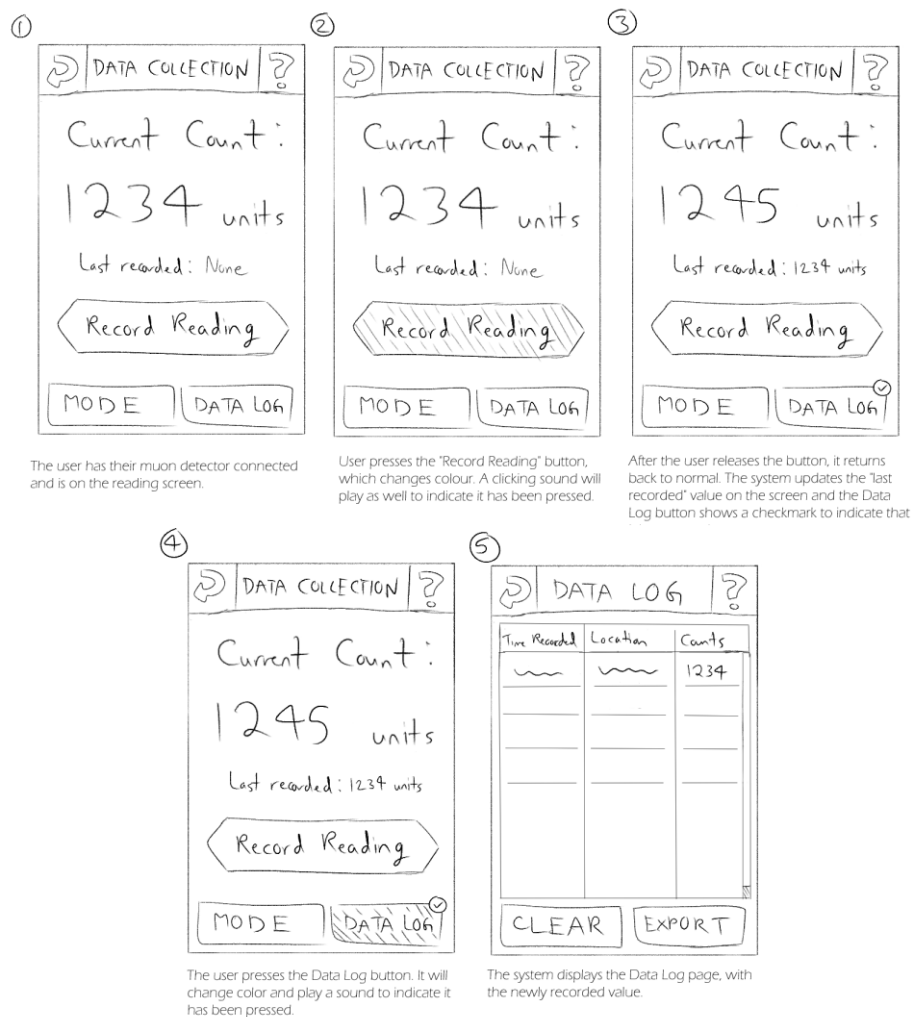 1
DATA COLLECTION ?
Current Count:
1234 units
Last recorded: None
Record Reading
MODE DATA LOG
The user has their muon detector connected
and is on the reading screen.
2
DATA COLLECTION ?
Current Count:
1234 units
Last recorded: None
Record Reading
MODE DATA LOG
User presses the "Record Reading" button,
which changes colour. A clicking sound will
play as well to indicate it has been pressed.
3
DATA COLLECTION ?
Current Count:
1245 units
Last recorded: 1234 units
Record Reading
MODE DATA LOG
After the user releases the button, it returns
back to normal. The system updates the "last
recorded" value on the screen and the Data
Log button shows a checkmark to indicate that
4
DATA COLLECTION ?
Current Count:
1245 units
Last recorded: 1234 units
Record Reading
MODE DATA LOG
The user presses the Data Log button. It will
change color and play a sound to indicate it
has been pressed.
5
DATA LOG ?
Time Recorded Location Counts
1234
CLEAR EXPORT
The system displays the Data Log page, with
the newly recorded value.